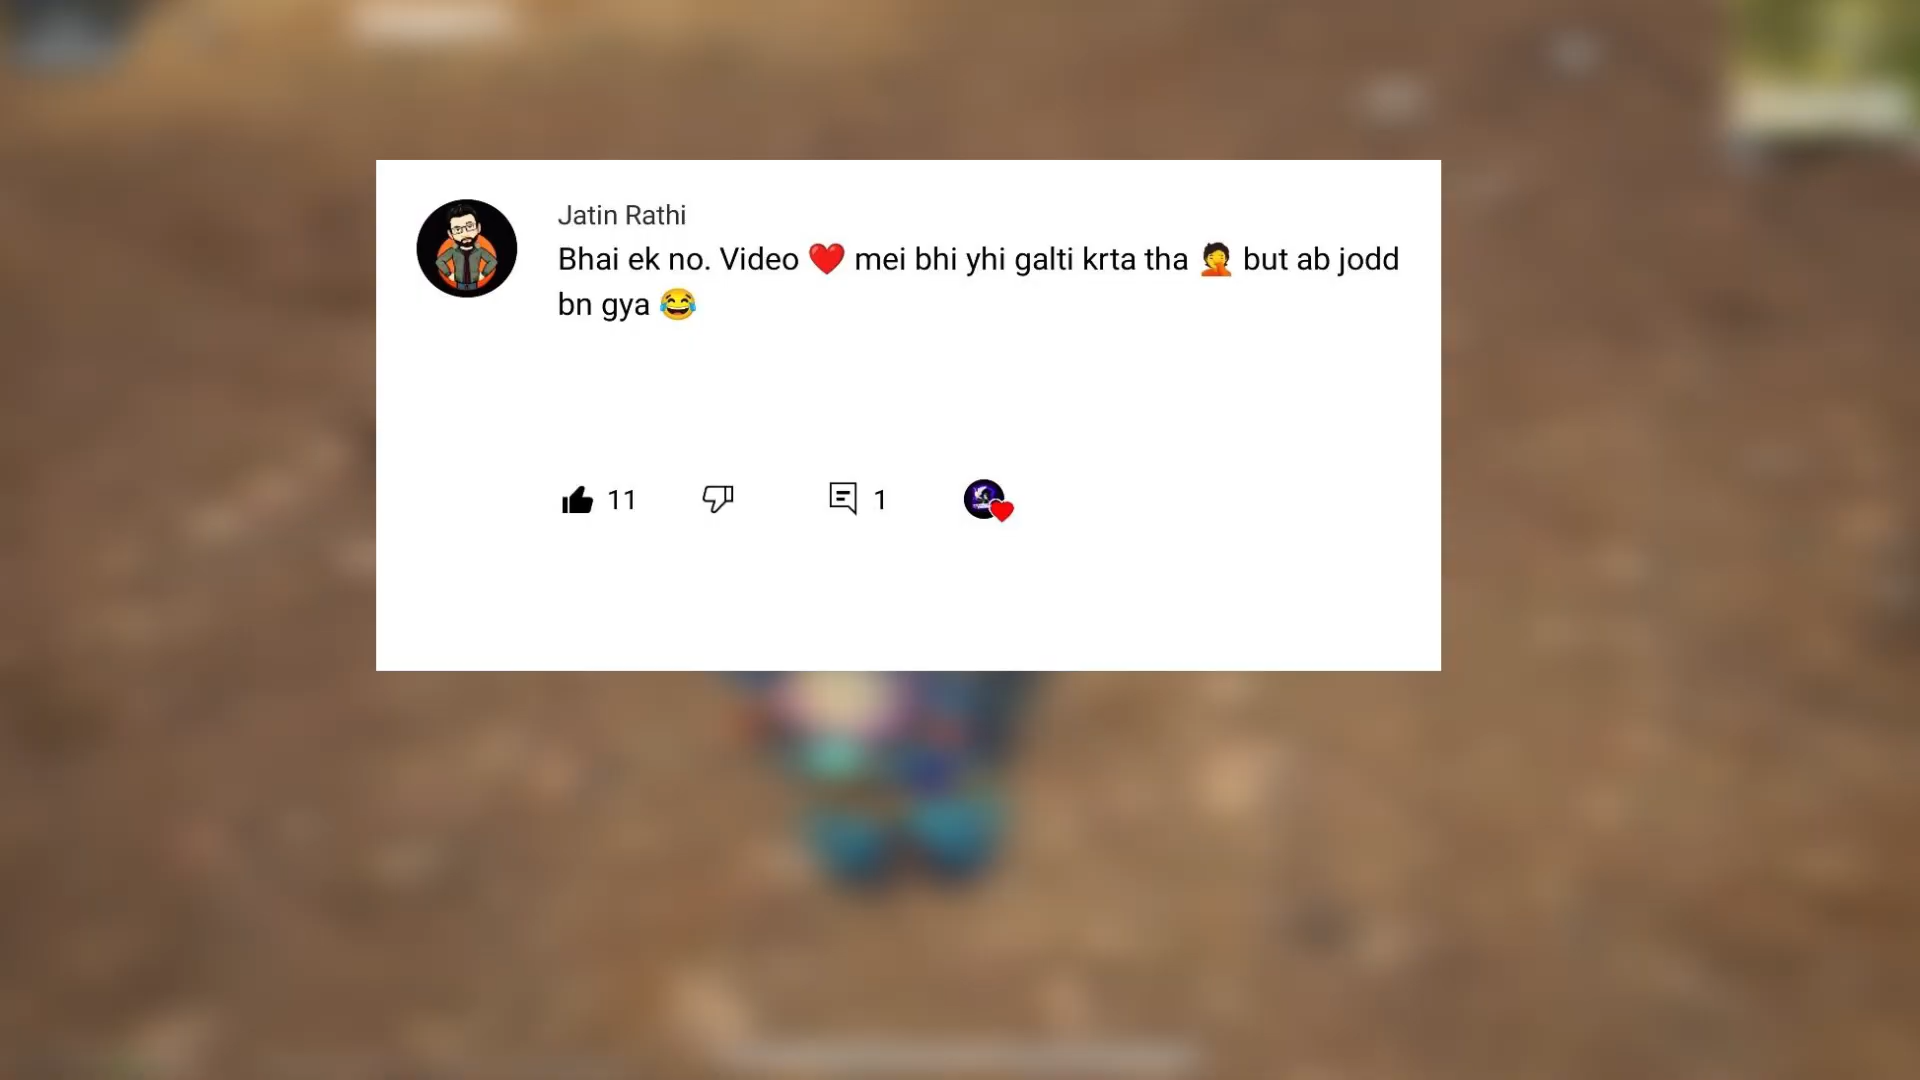 Jatin Rathi
Bhai ek no. Video ❤️ mei bhi yhi galti krta tha 🤦 but ab jodd
bn gya 😂
11 1